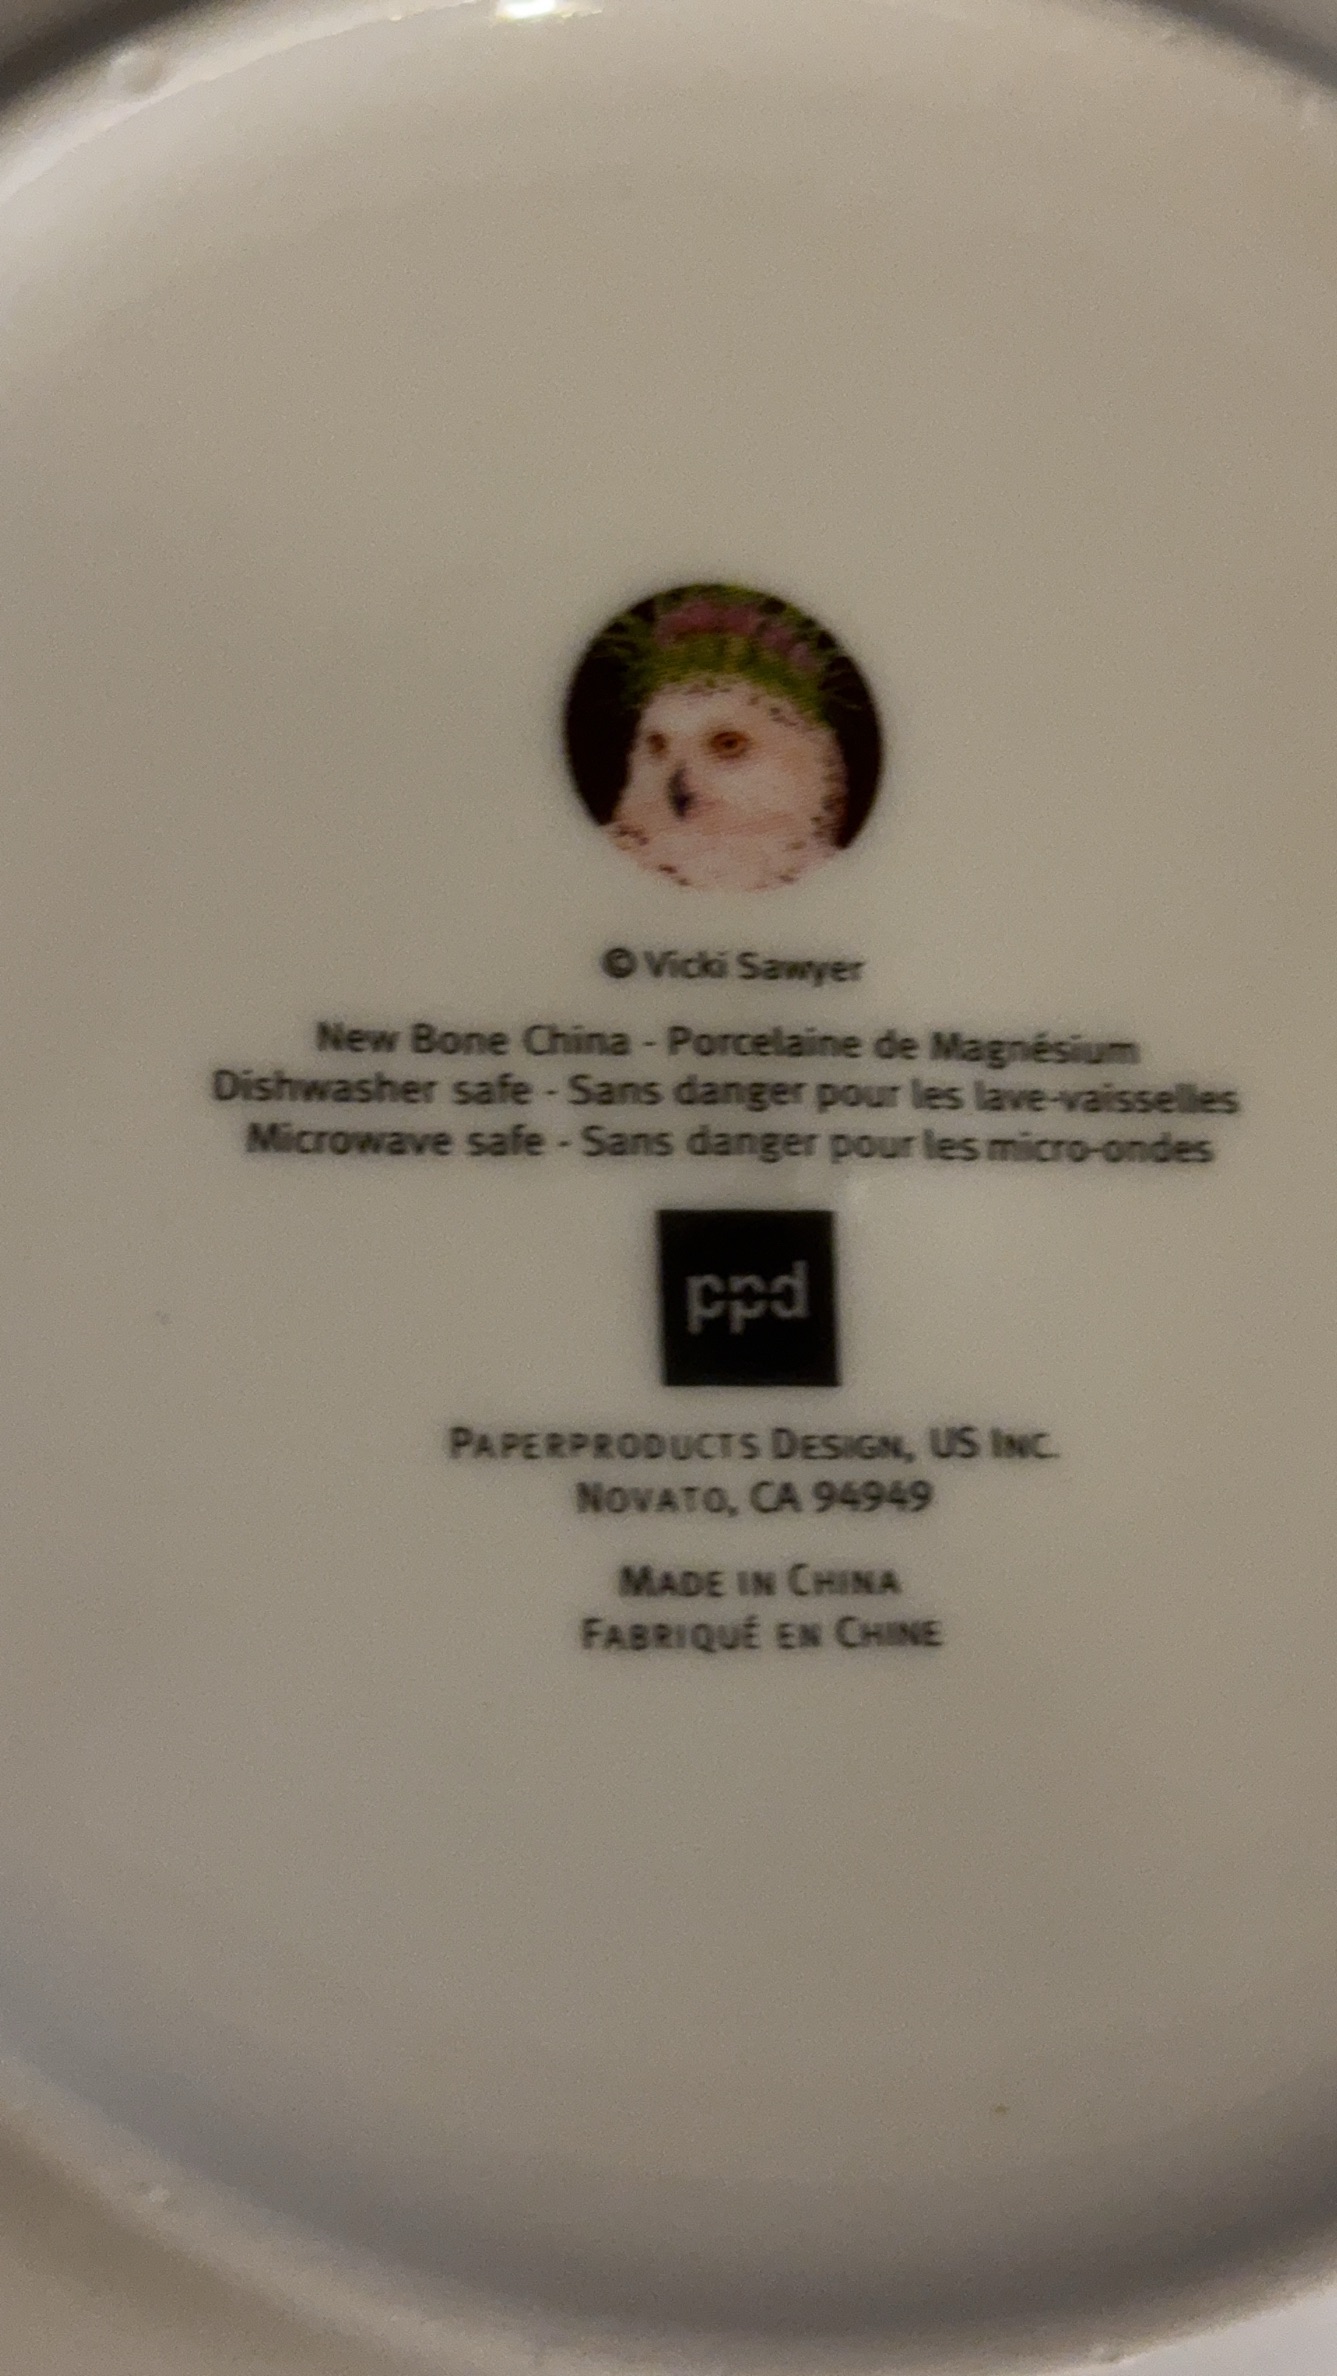 © Vicki Sawyer
New Bone China - Porcelaine de Magnésium
Dishwasher safe - Sans danger pour les lave-vaisselles
Microwave safe - Sans danger pour les micro-ondes
ppd
PAPERPRODUCTS DESIGN, US INC.
NOVATO, CA 94949
MADE IN CHINA
FABRIQUÉ EN CHINE